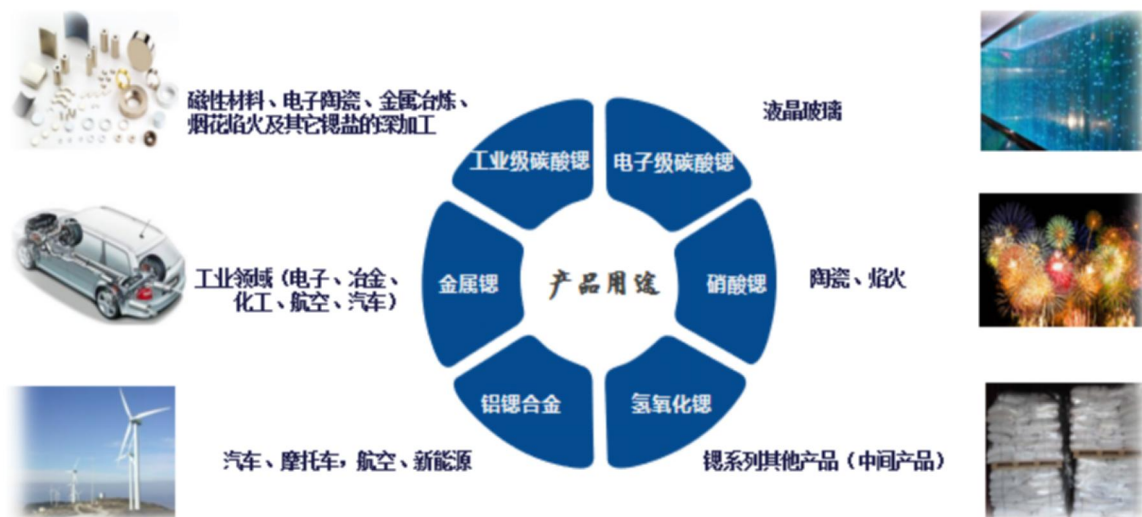 磁性材料、电子陶瓷、金属冶炼、
烟花焰火及其它锶盐的深加工
液晶玻璃
工业级碳酸锶
电子级碳酸锶
工业领域（电子、冶金、
化工、航空、汽车）
金属锶
产品用途
硝酸锶
陶瓷、焰火
铝锶合金
氢氧化锶
汽车、摩托车，航空、新能源
锶系列其他产品（中间产品）